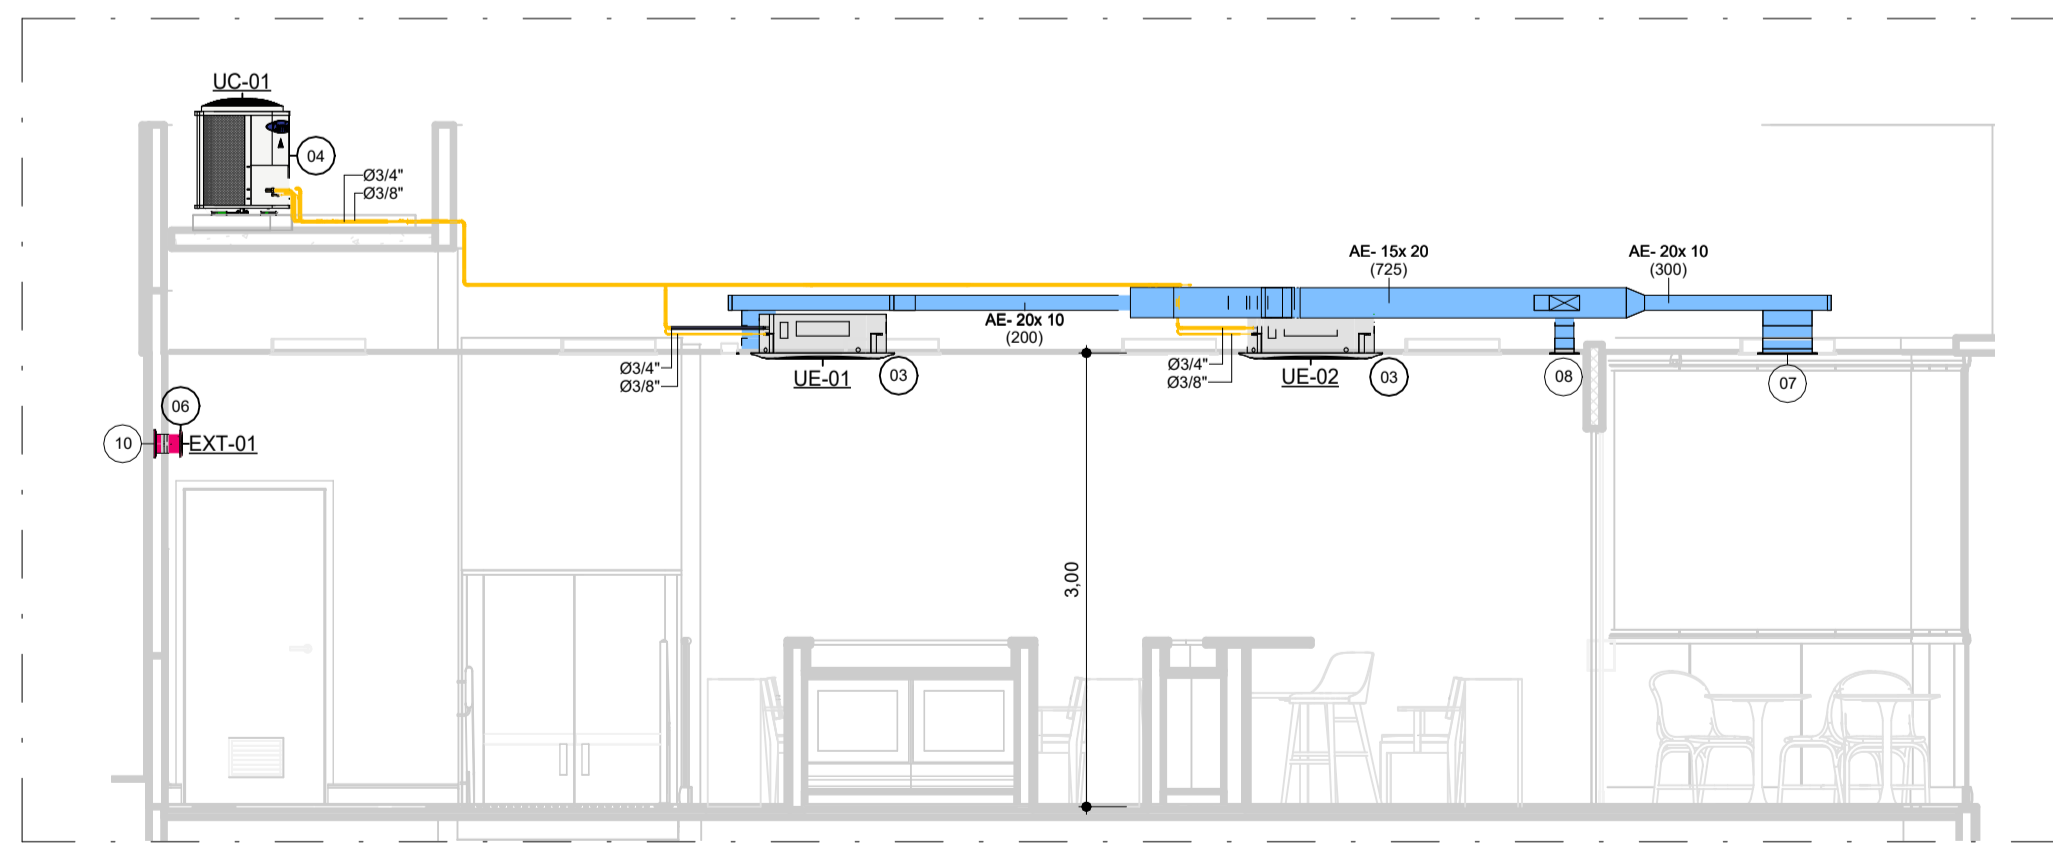 UC-01
04
Ø3/4"
Ø3/8"
AE- 15x 20
(725)
AE- 20x 10
(300)
AE- 20x 10
(200)
Ø3/4"
Ø3/8"
UE-01
03
Ø3/4"
Ø3/8"
UE-02
03
08
07
06
10
EXT-01
3,00